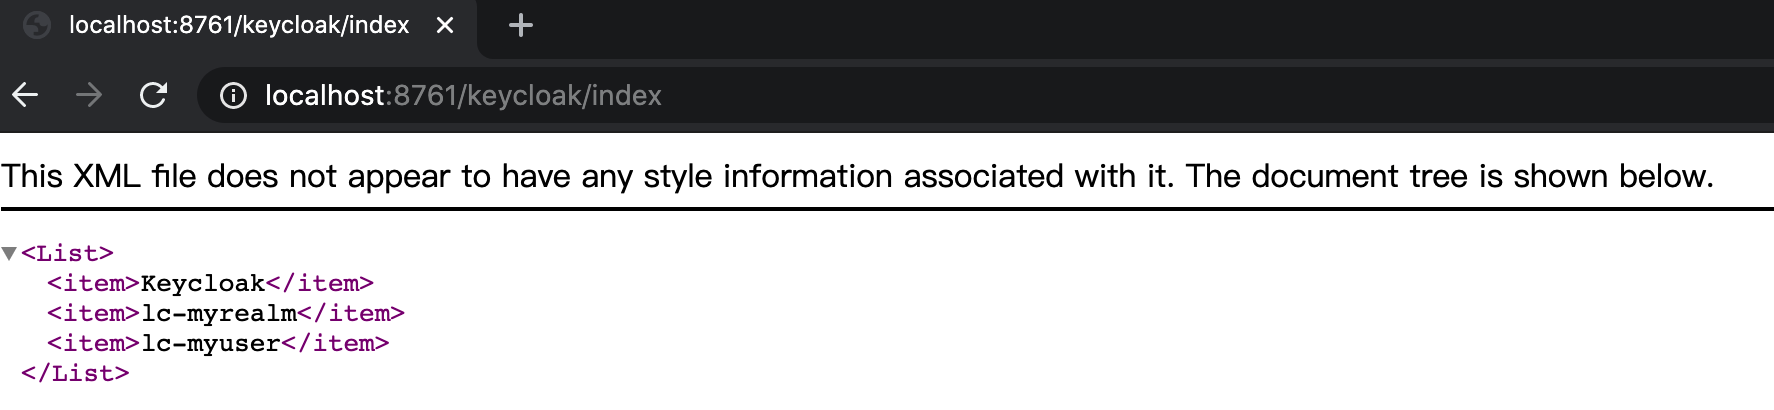 localhost:8761/keycloak/index
localhost:8761/keycloak/index
This XML file does not appear to have any style information associated with it. The document tree is shown below.
<List>
<item>Keycloak</item>
<item>lc-myrealm</item>
<item>lc-myuser</item>
</List>